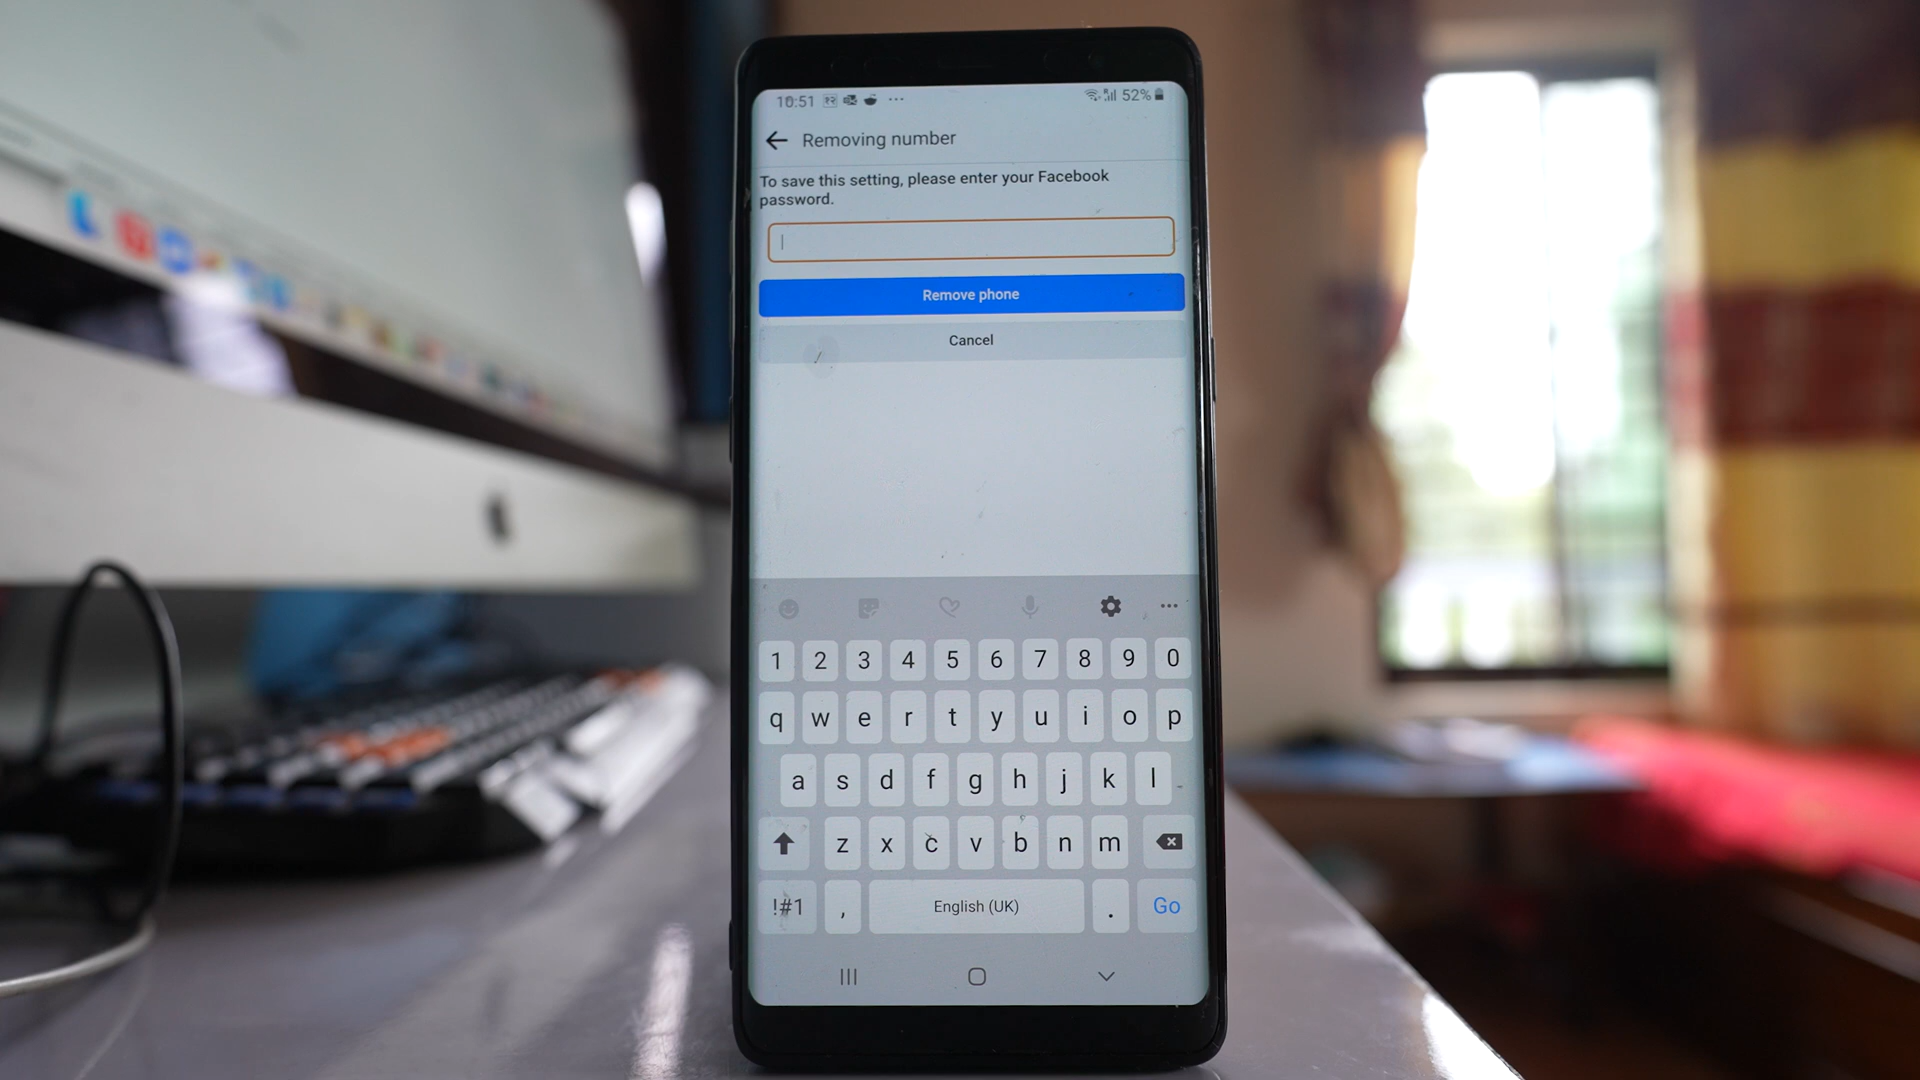 10:51 52%
Removing number
To save this setting, please enter your Facebook
password.
Remove phone
Cancel
1 2 3 4 5 6 7 8 9 0
q w e r t y u i o p
a s d f g h j k l
z x c v b n m
!#1 , English (UK) . Go